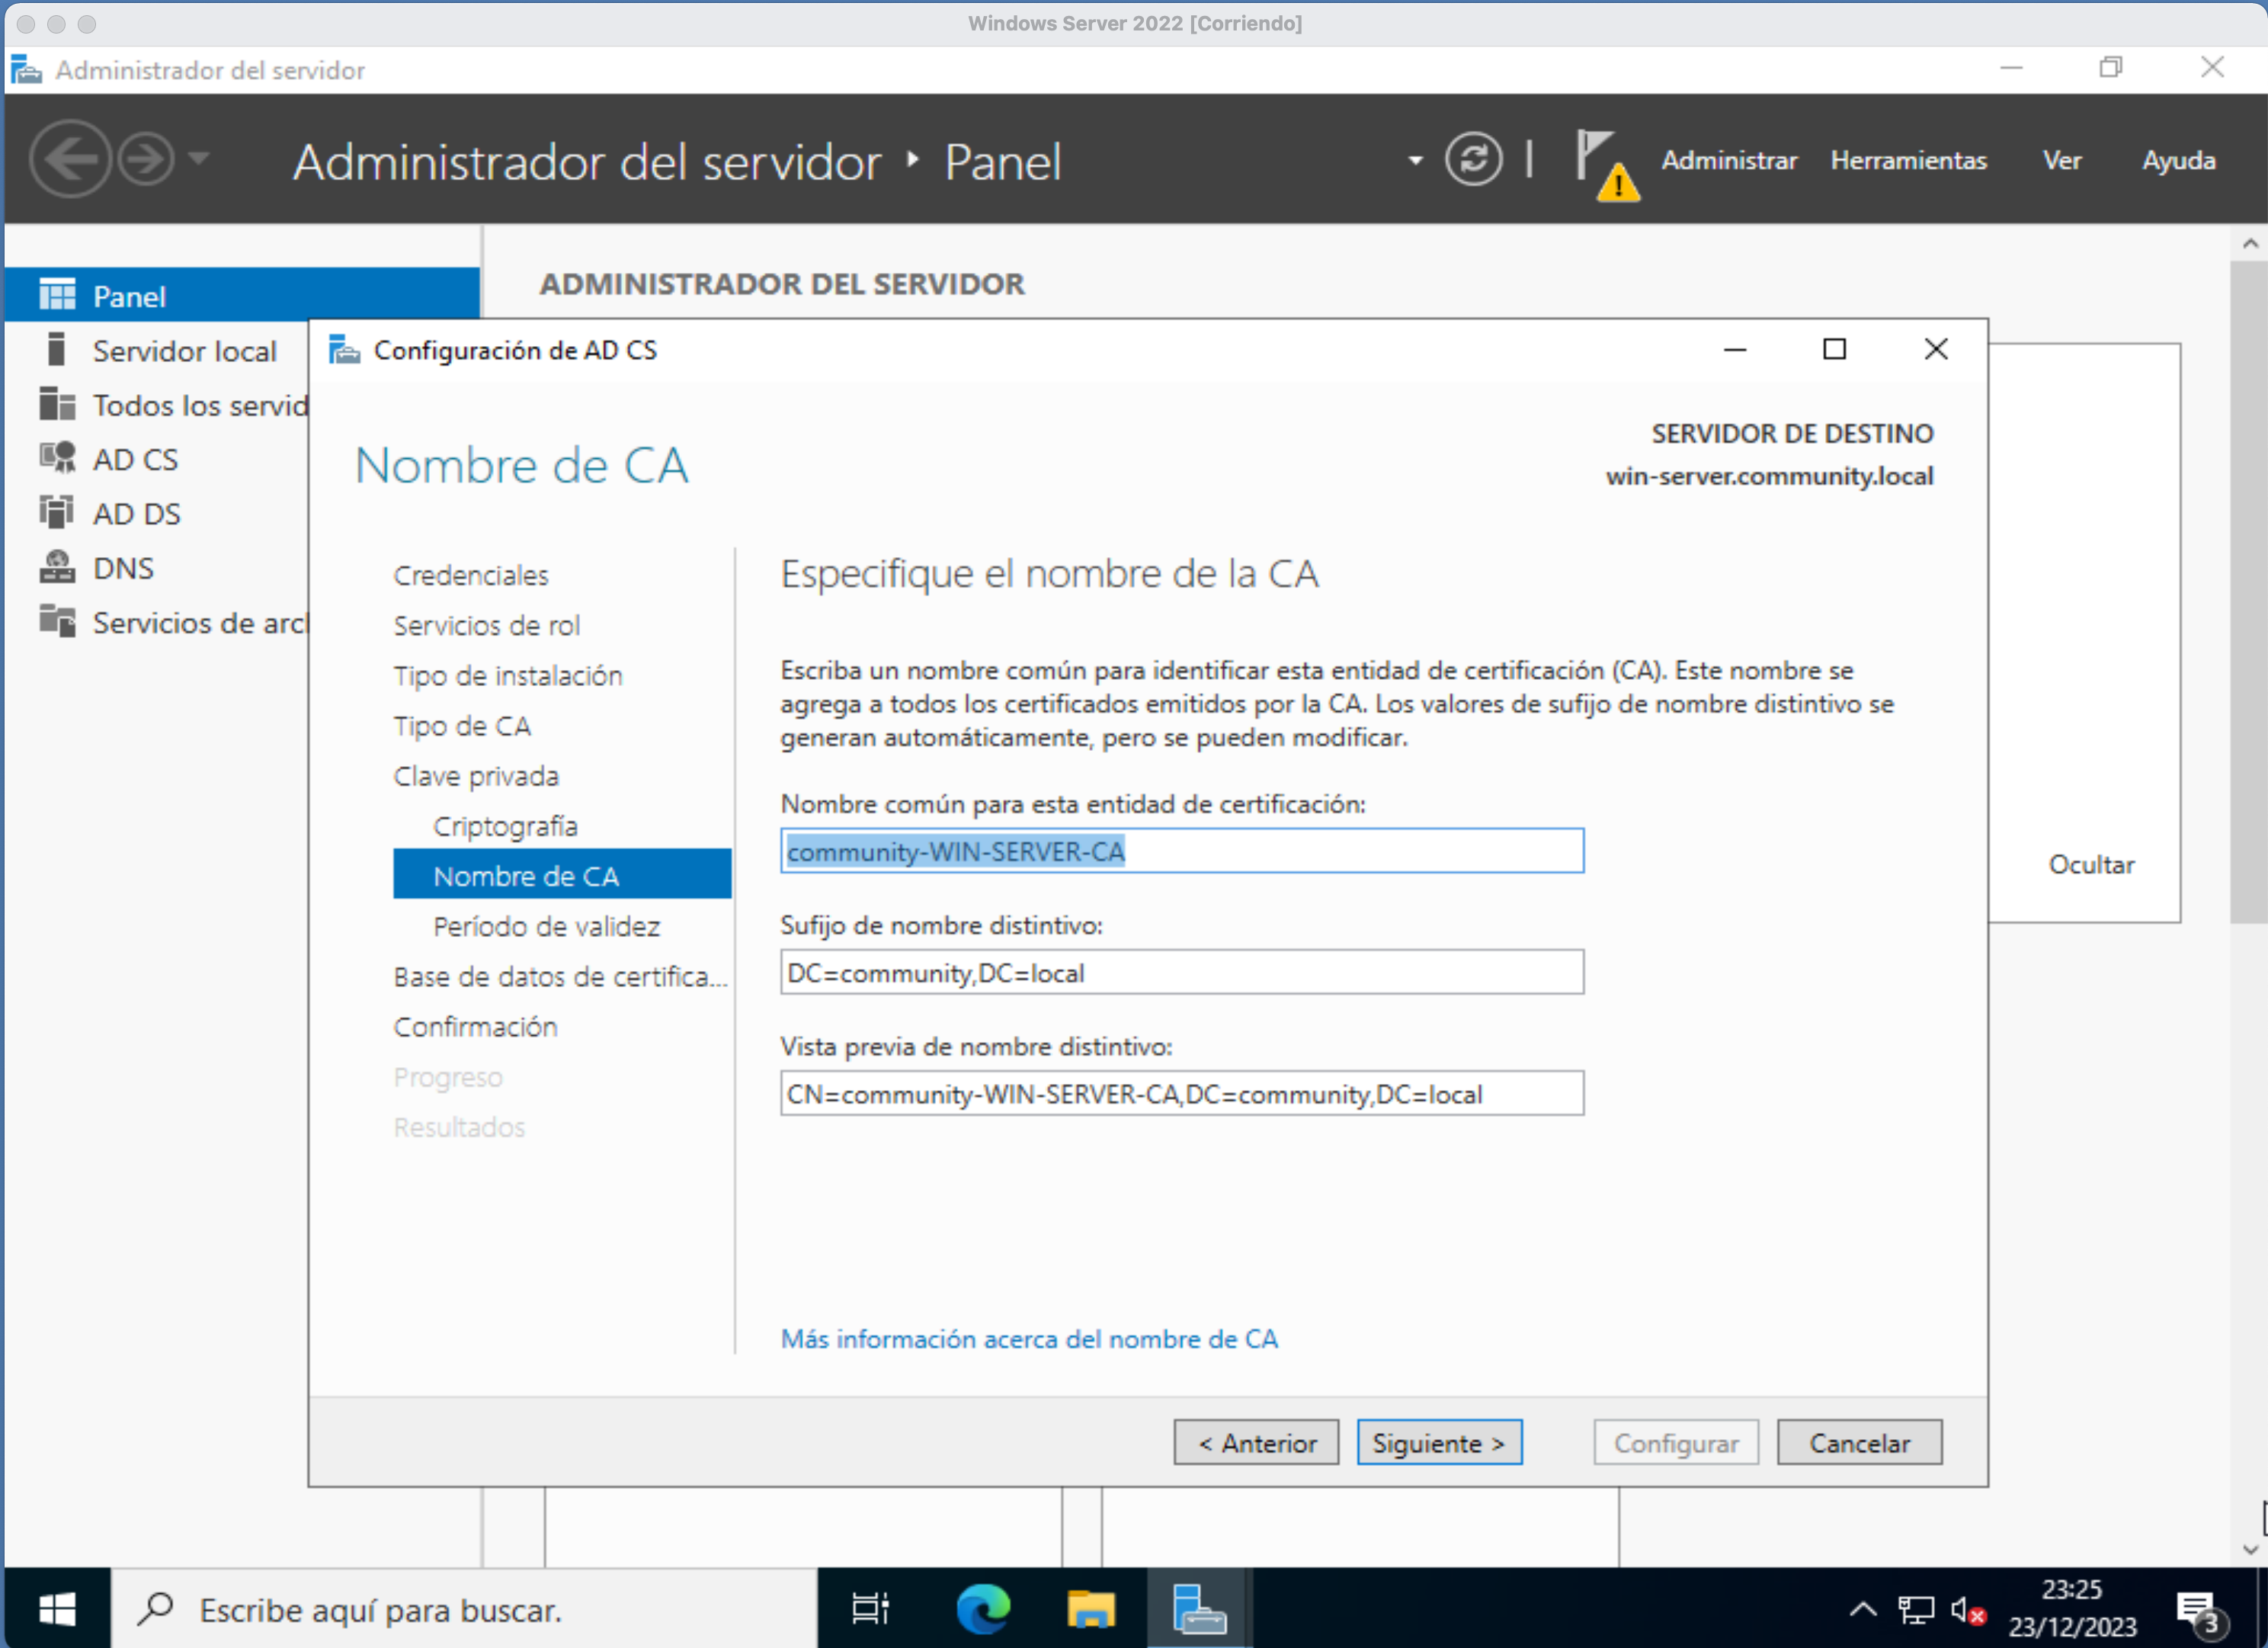 Windows Server 2022 [Corriendo]
Administrador del servidor
Administrador del servidor Panel
Administrar Herramientas Ver Ayuda
Panel
Servidor local
Todos los servid
AD CS
AD DS
DNS
Servicios de arch
ADMINISTRADOR DEL SERVIDOR
Configuración de AD CS
Nombre de CA
SERVIDOR DE DESTINO
win-server.community.local
Credenciales
Servicios de rol
Tipo de instalación
Tipo de CA
Clave privada
Criptografía
Nombre de CA
Período de validez
Base de datos de certifica...
Confirmación
Progreso
Resultados
Especifique el nombre de la CA
Escriba un nombre común para identificar esta entidad de certificación (CA). Este nombre se
agrega a todos los certificados emitidos por la CA. Los valores de sufijo de nombre distintivo se
generan automáticamente, pero se pueden modificar.
Nombre común para esta entidad de certificación:
community-WIN-SERVER-CA
Sufijo de nombre distintivo:
DC=community,DC=local
Vista previa de nombre distintivo:
CN=community-WIN-SERVER-CA,DC=community,DC=local
Más información acerca del nombre de CA
< Anterior Siguiente > Configurar Cancelar
Ocultar
Escribe aquí para buscar.
23:25
23/12/2023
3